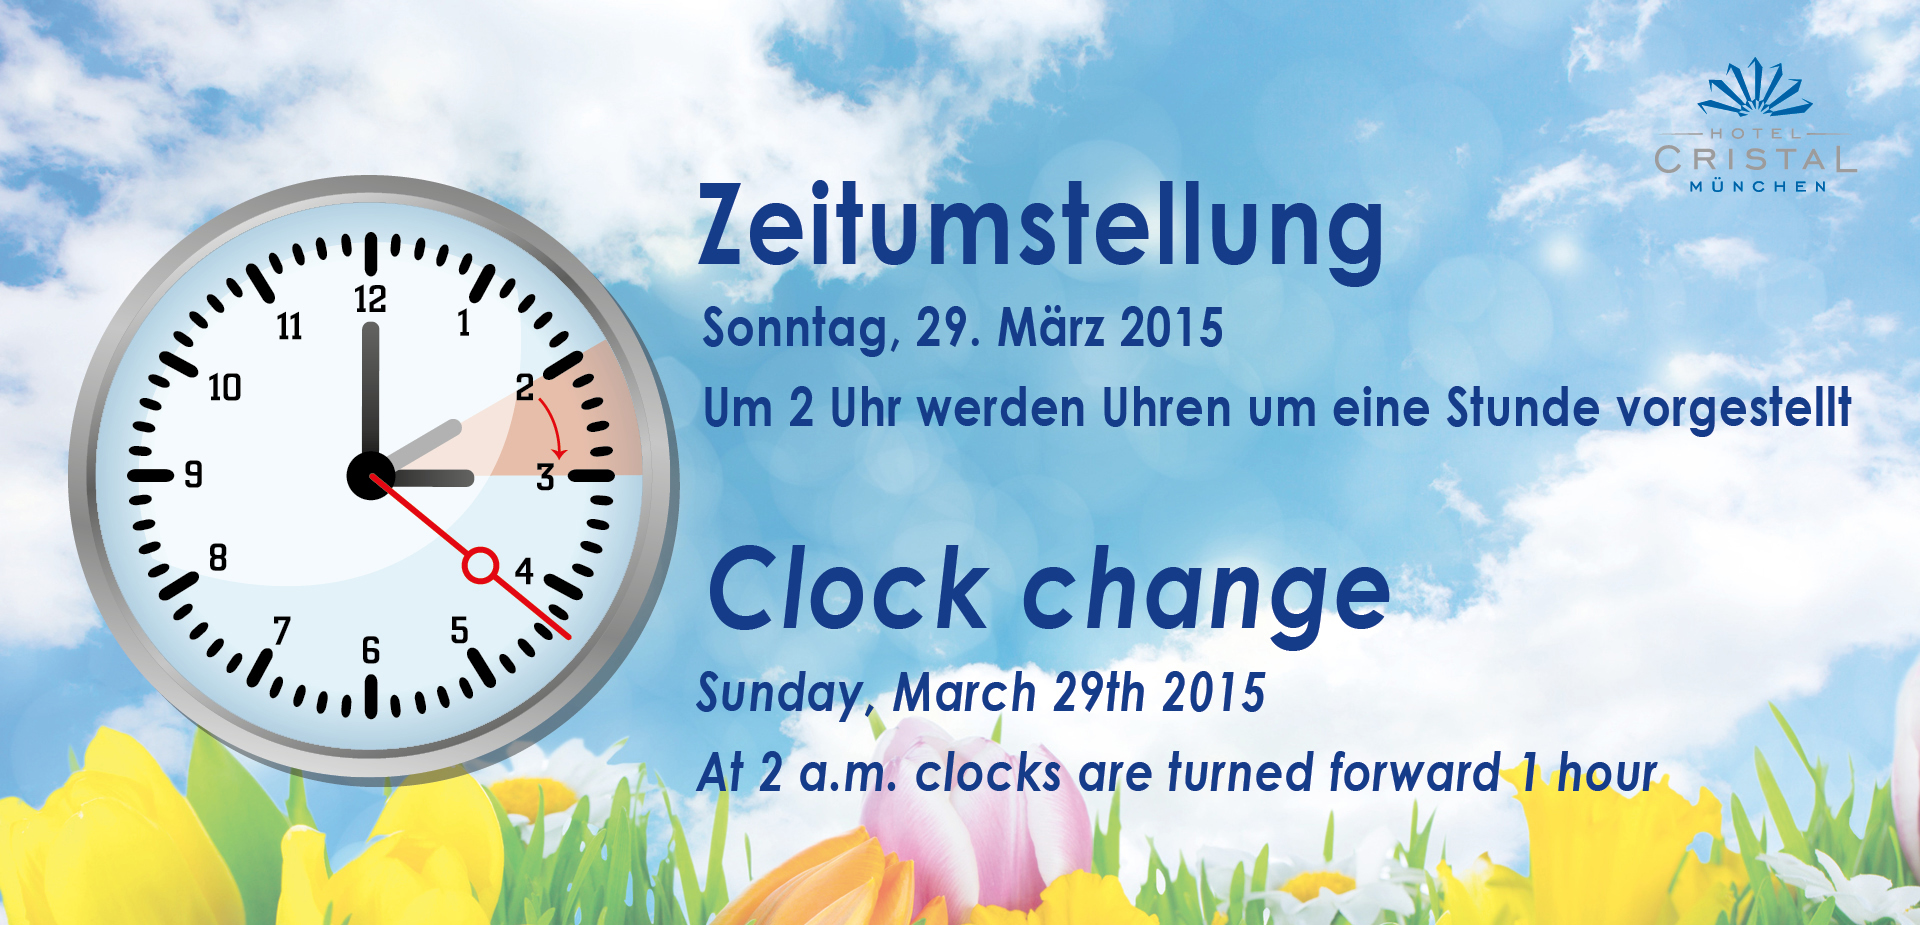 HOTEL
CRISTAL
MÜNCHEN
Zeitumstellung
Sonntag, 29. März 2015
Um 2 Uhr werden Uhren um eine Stunde vorgestellt
Clock change
Sunday, March 29th 2015
At 2 a.m. clocks are turned forward 1 hour
12
1
2
3
4
5
6
7
8
9
10
11